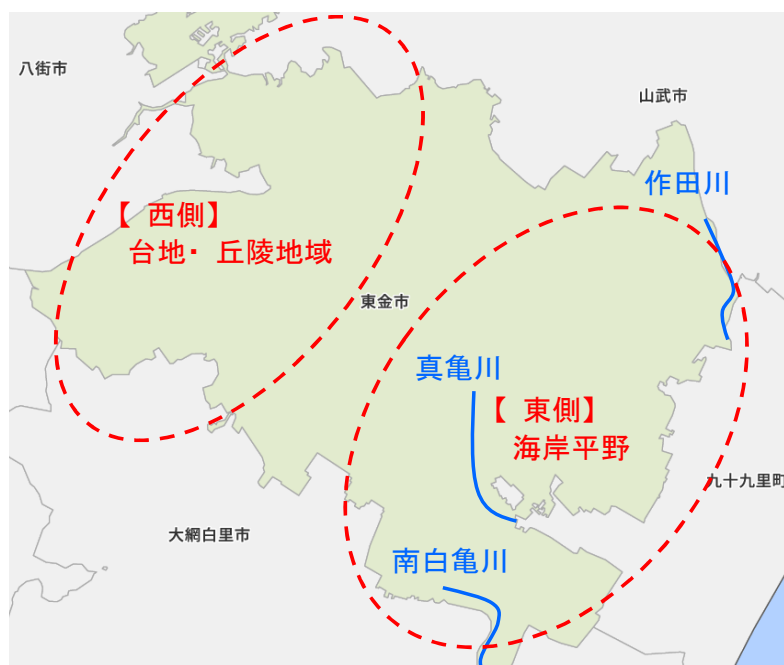 八街市
山武市
作田川
【 西側】
台地・ 丘陵地域
東金市
真亀川
【 東側】
海岸平野
九十九里町
大網白里市
南白亀川